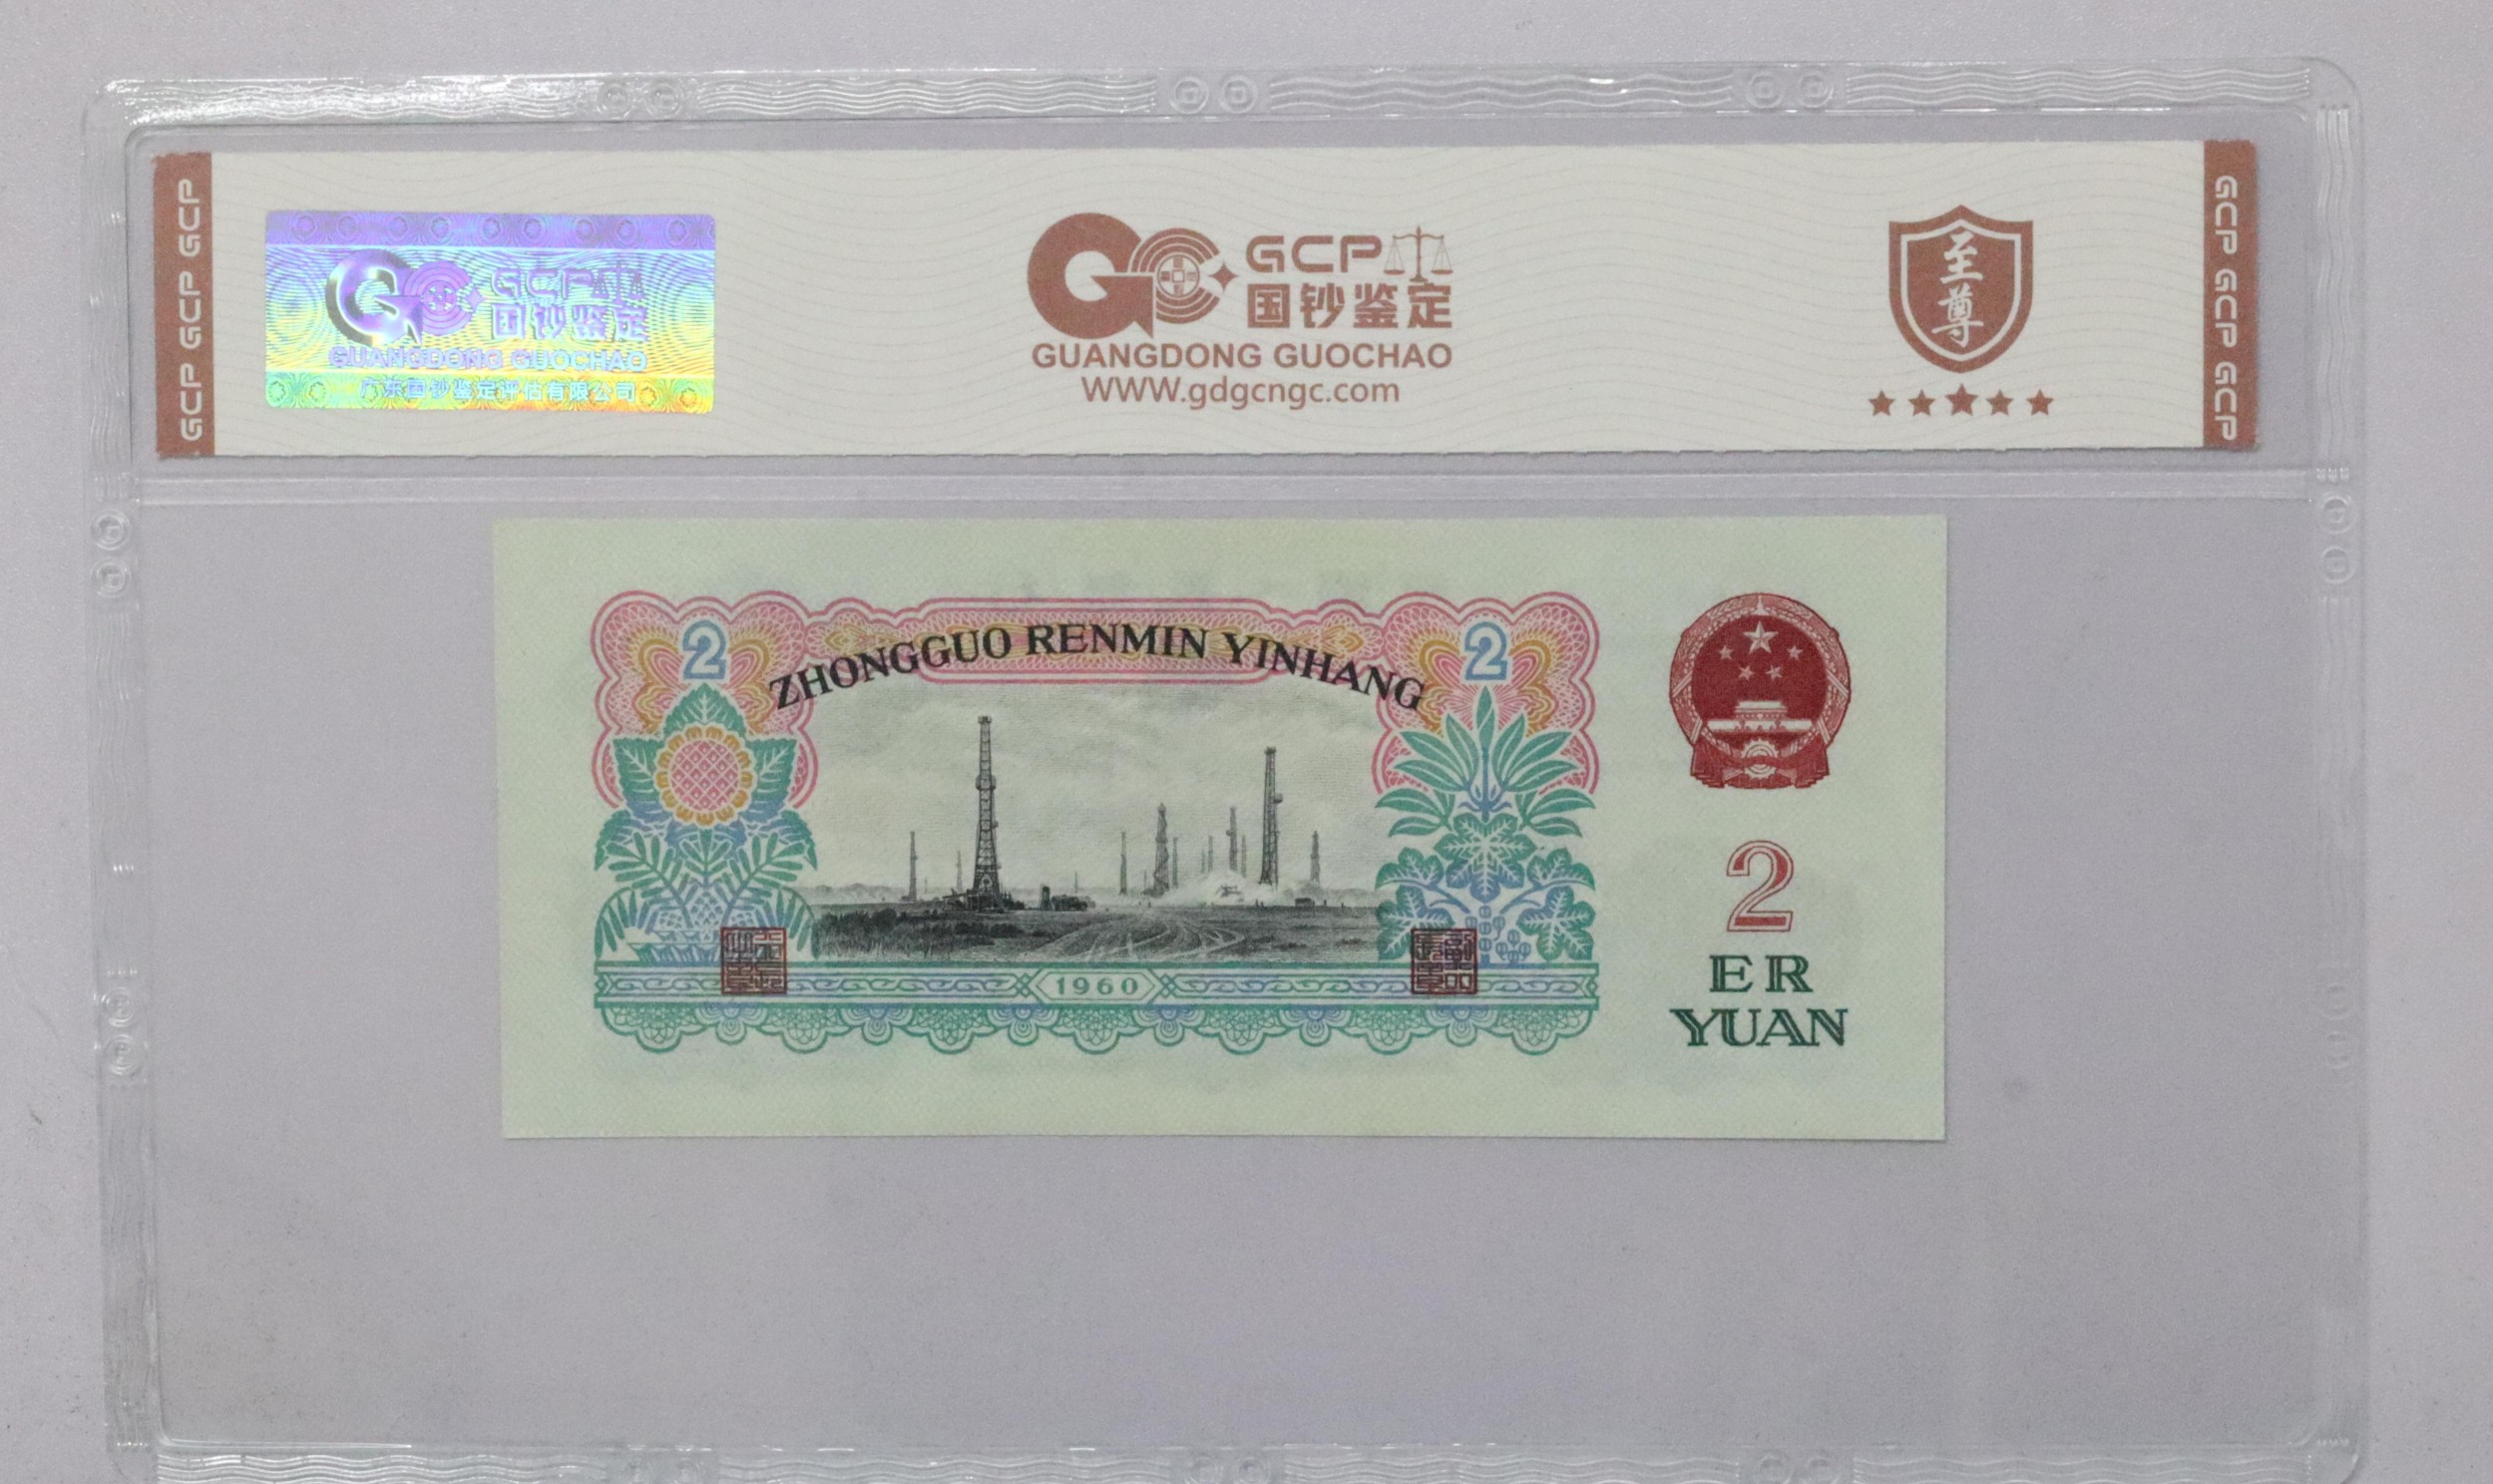 GCP GCP GCP
GCP
国钞鉴定
GUANGDONG GUOCHAO
广东国钞鉴定评估有限公司
GCP
国钞鉴定
GUANGDONG GUOCHAO
WWW.gdgcngc.com
至尊
GCP GCP GCP
ZHONGGUO RENMIN YINHANG
2
2
1960
2
ER
YUAN